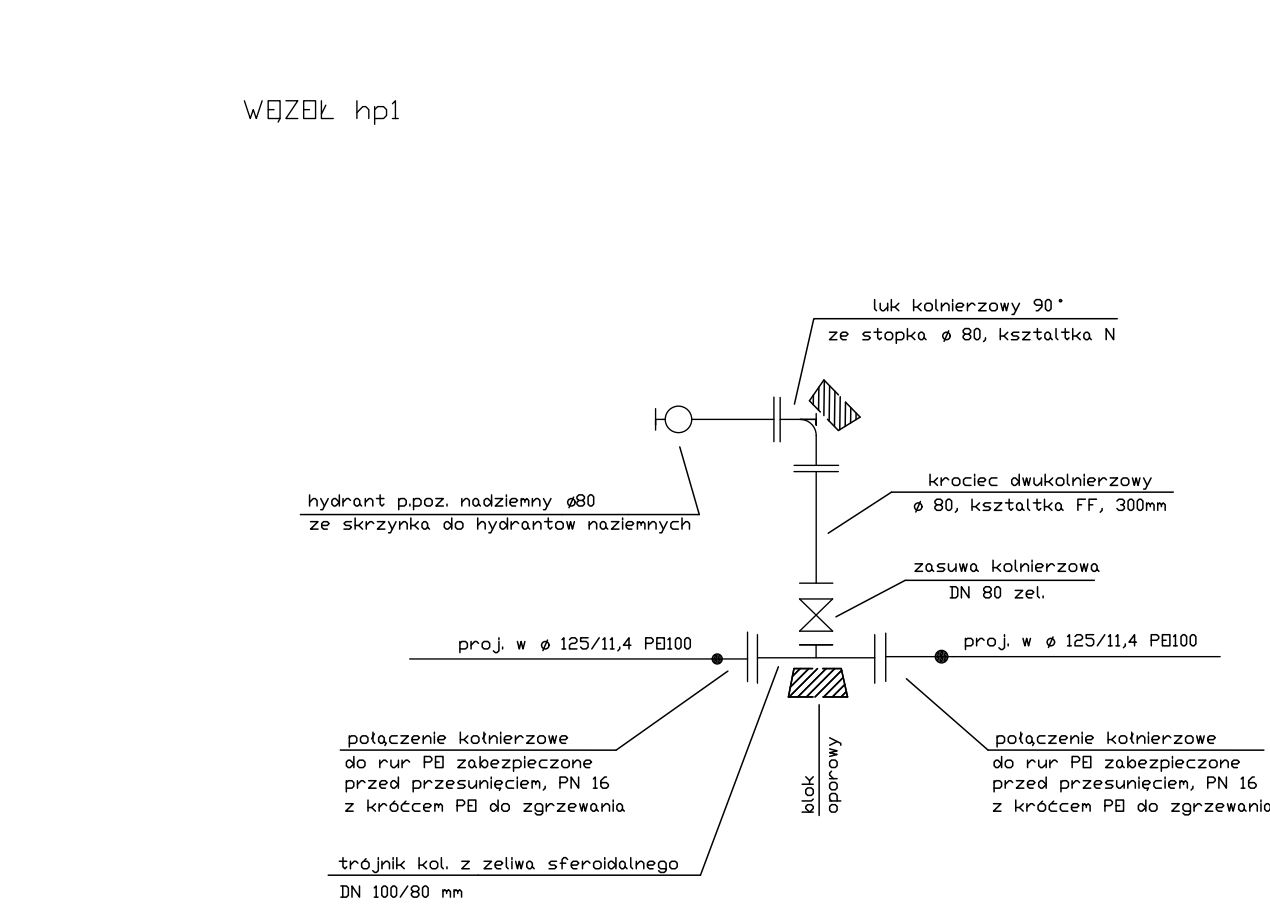 WĘZEŁ hp1
luk kolnierzowy 90°
ze stopka ø 80, ksztaltka N
krociec dwukolnierzowy
ø 80, ksztaltka FF, 300mm
hydrant p.poz. nadziemny ø80
ze skrzynka do hydrantow naziemnych
zasuwa kolnierzowa
DN 80 zel.
proj. w ø 125/11,4 PE100
proj. w ø 125/11,4 PE100
połączenie kołnierzowe
do rur PE zabezpieczone
przed przesunięciem, PN 16
z króćcem PE do zgrzewania
blok
oporowy
połączenie kołnierzowe
do rur PE zabezpieczone
przed przesunięciem, PN 16
z króćcem PE do zgrzewania
trójnik kol. z zeliwa sferoidalnego
DN 100/80 mm